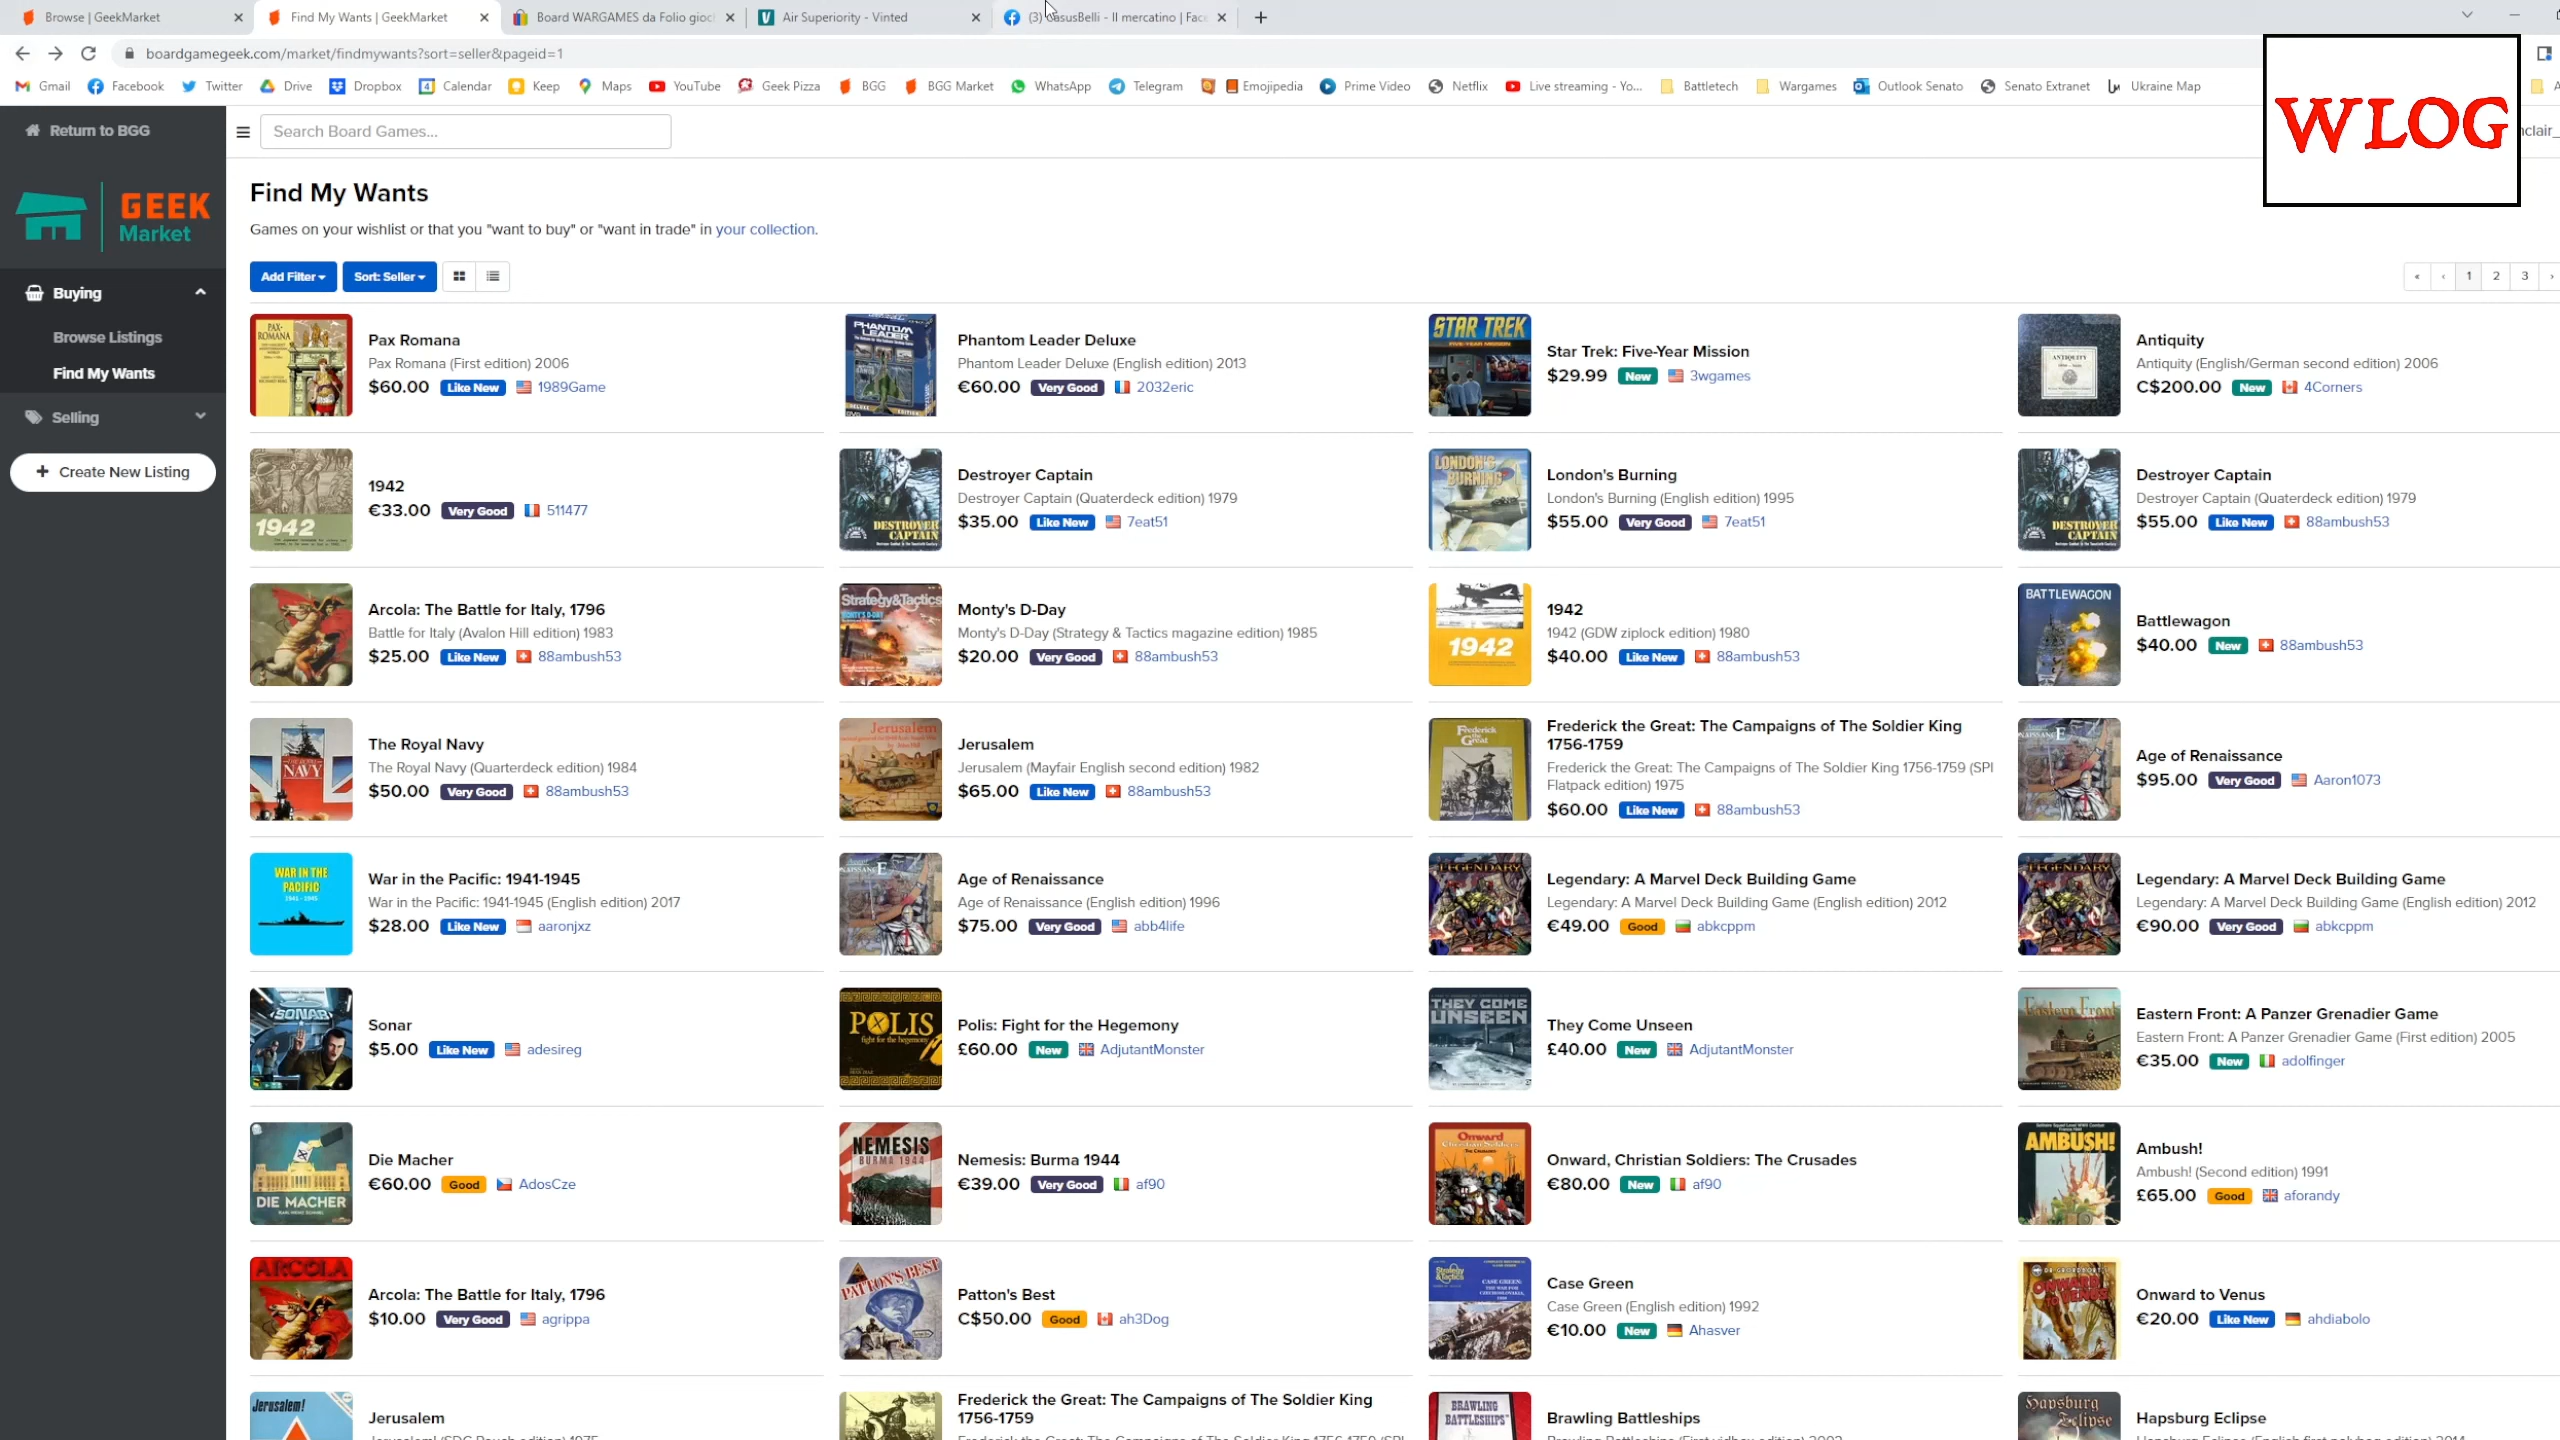 Browse | GeekMarket
Find My Wants | GeekMarket
Board WARGAMES da Folio gioc
Air Superiority - Vinted
(3) CasusBelli - Il mercatino | Face
boardgamegeek.com/market/findmywants?sort=seller&pageid=1
Gmail Facebook Twitter Drive Dropbox Calendar Keep Maps YouTube Geek Pizza BGG BGG Market WhatsApp Telegram Emojipedia Prime Video Netflix Live streaming - Yo... Battletech Wargames Outlook Senato Senato Extranet Ukraine Map
WLOG
Return to BGG
Search Board Games...
nclair_
GEEK
Market
Buying
Browse Listings
Find My Wants
Selling
+ Create New Listing
Find My Wants
Games on your wishlist or that you "want to buy" or "want in trade" in your collection.
Add Filter
Sort: Seller
« ‹ 1 2 3 ›
Pax Romana
Pax Romana (First edition) 2006
$60.00 Like New 1989Game
Phantom Leader Deluxe
Phantom Leader Deluxe (English edition) 2013
€60.00 Very Good 2032eric
Star Trek: Five-Year Mission
$29.99 New 3wgames
Antiquity
Antiquity (English/German second edition) 2006
C$200.00 New 4Corners
1942
€33.00 Very Good 511477
Destroyer Captain
Destroyer Captain (Quaterdeck edition) 1979
$35.00 Like New 7eat51
London's Burning
London's Burning (English edition) 1995
$55.00 Very Good 7eat51
Destroyer Captain
Destroyer Captain (Quaterdeck edition) 1979
$55.00 Like New 88ambush53
Arcola: The Battle for Italy, 1796
Battle for Italy (Avalon Hill edition) 1983
$25.00 Like New 88ambush53
Monty's D-Day
Monty's D-Day (Strategy & Tactics magazine edition) 1985
$20.00 Very Good 88ambush53
1942
1942 (GDW ziplock edition) 1980
$40.00 Like New 88ambush53
Battlewagon
$40.00 New 88ambush53
The Royal Navy
The Royal Navy (Quarterdeck edition) 1984
$50.00 Very Good 88ambush53
Jerusalem
Jerusalem (Mayfair English second edition) 1982
$65.00 Like New 88ambush53
Frederick the Great: The Campaigns of The Soldier King
1756-1759
Frederick the Great: The Campaigns of The Soldier King 1756-1759 (SPI
Flatpack edition) 1975
$60.00 Like New 88ambush53
Age of Renaissance
$95.00 Very Good Aaron1073
War in the Pacific: 1941-1945
War in the Pacific: 1941-1945 (English edition) 2017
$28.00 Like New aaronjxz
Age of Renaissance
Age of Renaissance (English edition) 1996
$75.00 Very Good abb4life
Legendary: A Marvel Deck Building Game
Legendary: A Marvel Deck Building Game (English edition) 2012
€49.00 Good abkcppm
Legendary: A Marvel Deck Building Game
Legendary: A Marvel Deck Building Game (English edition) 2012
€90.00 Very Good abkcppm
Sonar
$5.00 Like New adesireg
Polis: Fight for the Hegemony
£60.00 New AdjutantMonster
They Come Unseen
£40.00 New AdjutantMonster
Eastern Front: A Panzer Grenadier Game
Eastern Front: A Panzer Grenadier Game (First edition) 2005
€35.00 New adolfinger
Die Macher
€60.00 Good AdosCze
Nemesis: Burma 1944
€39.00 Very Good af90
Onward, Christian Soldiers: The Crusades
€80.00 New af90
Ambush!
Ambush! (Second edition) 1991
£65.00 Good aforandy
Arcola: The Battle for Italy, 1796
$10.00 Very Good agrippa
Patton's Best
C$50.00 Good ah3Dog
Case Green
Case Green (English edition) 1992
€10.00 New Ahasver
Onward to Venus
€20.00 Like New ahdiabolo
Jerusalem
Frederick the Great: The Campaigns of The Soldier King
1756-1759
Brawling Battleships
Hapsburg Eclipse